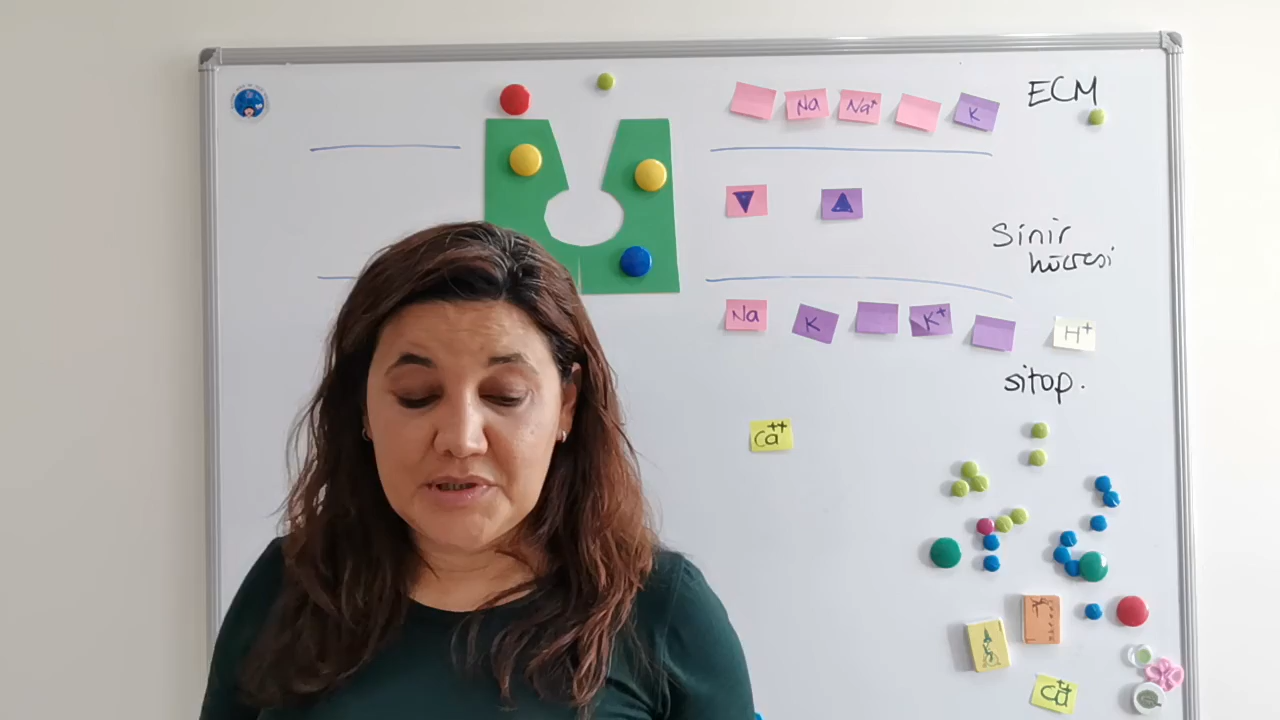 Na
Na+
K
ECM
Sinir
hücresi
Na
K
K+
H+
sitop.
Ca++
Ca++